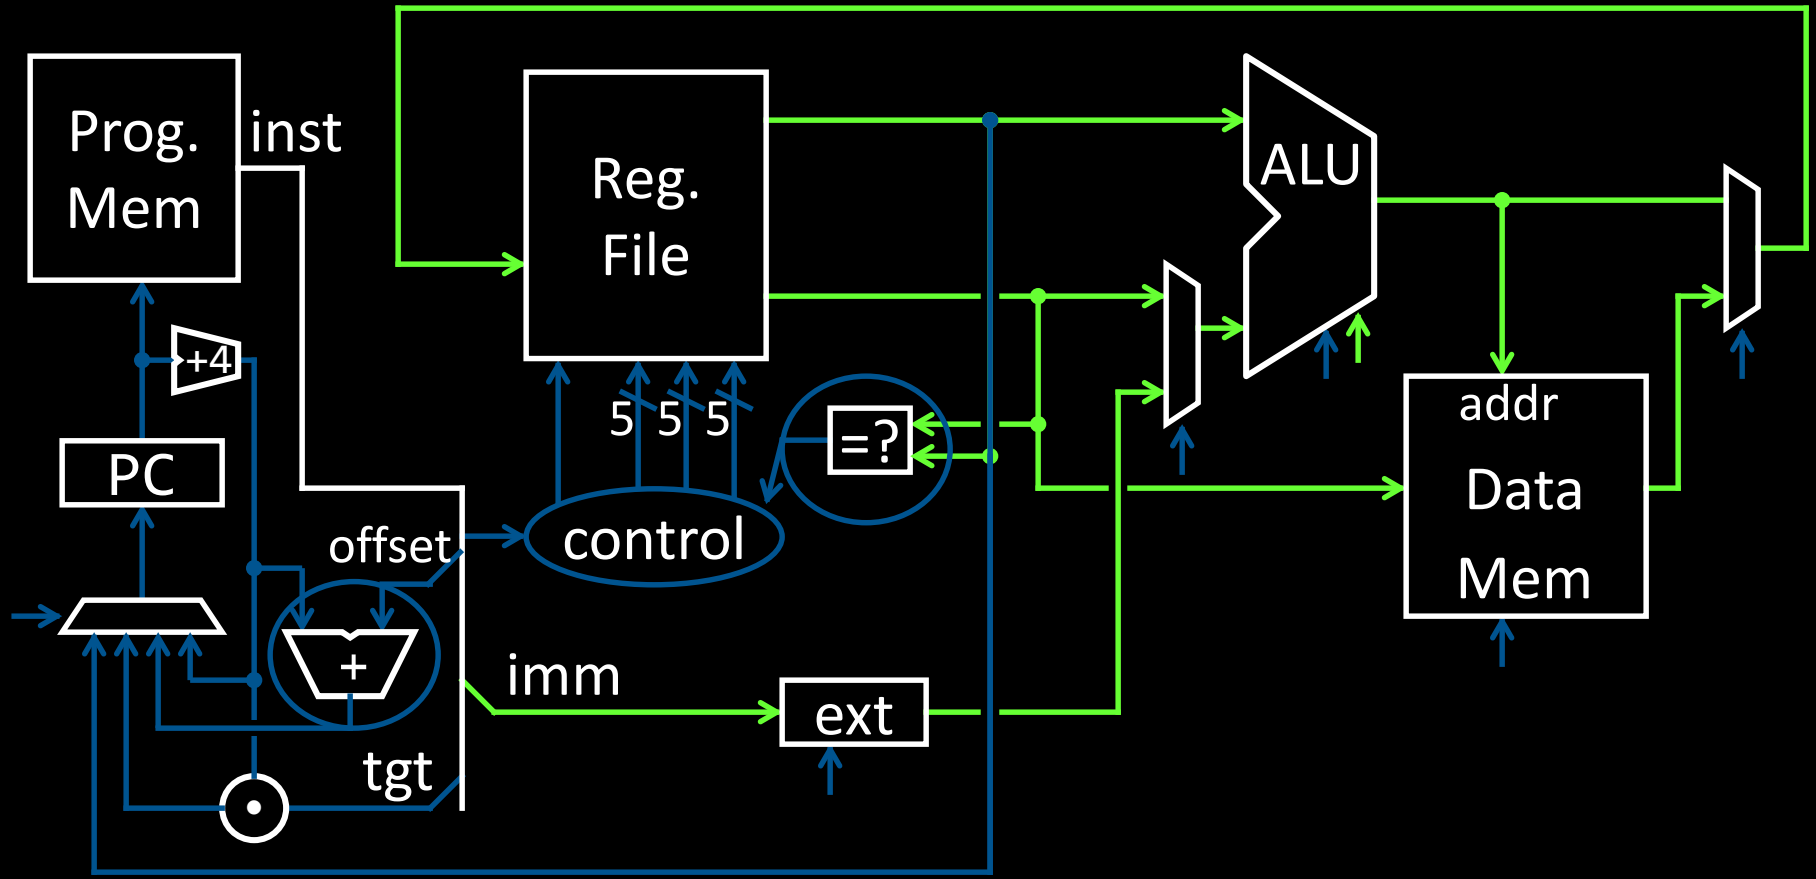 Prog.
Mem
inst
Reg.
File
ALU
+4
5 5 5
=?
addr
Data
Mem
PC
offset
control
+
imm
ext
tgt